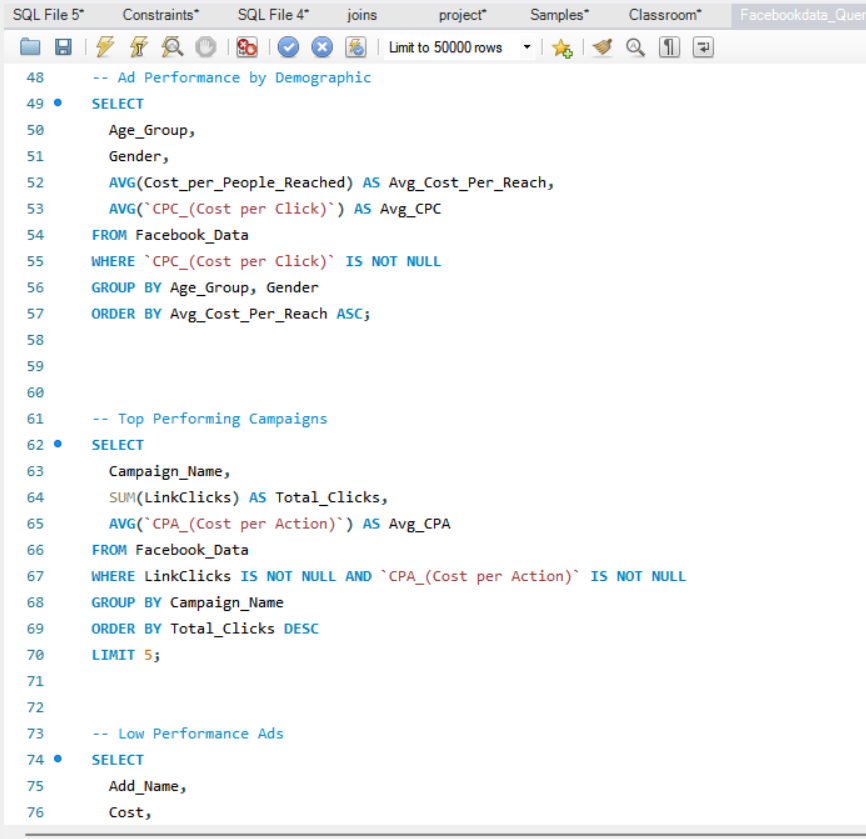 SQL File 5* Constraints* SQL File 4* joins project* Samples* Classroom* Facebookdata_Quer
Limit to 50000 rows
48 -- Ad Performance by Demographic
49 SELECT
50 Age_Group,
51 Gender,
52 AVG(Cost_per_People_Reached) AS Avg_Cost_Per_Reach,
53 AVG(`CPC_(Cost per Click)`) AS Avg_CPC
54 FROM Facebook_Data
55 WHERE `CPC_(Cost per Click)` IS NOT NULL
56 GROUP BY Age_Group, Gender
57 ORDER BY Avg_Cost_Per_Reach ASC;
58
59
60
61 -- Top Performing Campaigns
62 SELECT
63 Campaign_Name,
64 SUM(LinkClicks) AS Total_Clicks,
65 AVG(`CPA_(Cost per Action)`) AS Avg_CPA
66 FROM Facebook_Data
67 WHERE LinkClicks IS NOT NULL AND `CPA_(Cost per Action)` IS NOT NULL
68 GROUP BY Campaign_Name
69 ORDER BY Total_Clicks DESC
70 LIMIT 5;
71
72
73 -- Low Performance Ads
74 SELECT
75 Add_Name,
76 Cost,